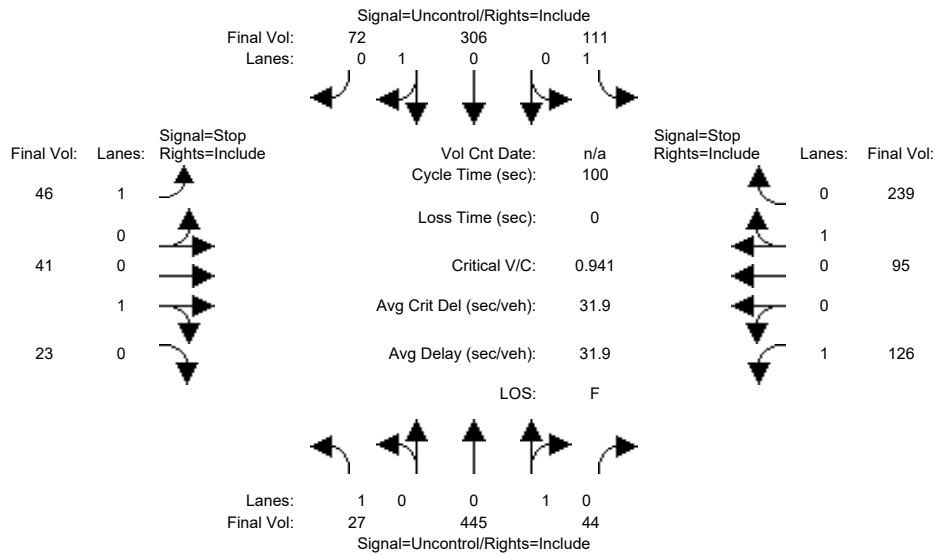 Signal=Uncontrol/Rights=Include
Final Vol: 72 306 111
Lanes: 0 1 0 0 1
Signal=Stop
Final Vol: Lanes: Rights=Include
Vol Cnt Date: n/a
Signal=Stop
Rights=Include Lanes: Final Vol:
Cycle Time (sec): 100
46 1
0 239
Loss Time (sec): 0
0
1
41 0
Critical V/C: 0.941
0 95
1
Avg Crit Del (sec/veh): 31.9
0
23 0
Avg Delay (sec/veh): 31.9
1 126
LOS: F
Lanes: 1 0 0 1 0
Final Vol: 27 445 44
Signal=Uncontrol/Rights=Include